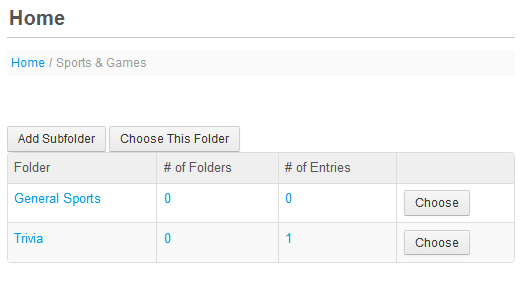 Home
Home / Sports & Games
Add Subfolder Choose This Folder
Folder # of Folders # of Entries
General Sports 0 0 Choose
Trivia 0 1 Choose